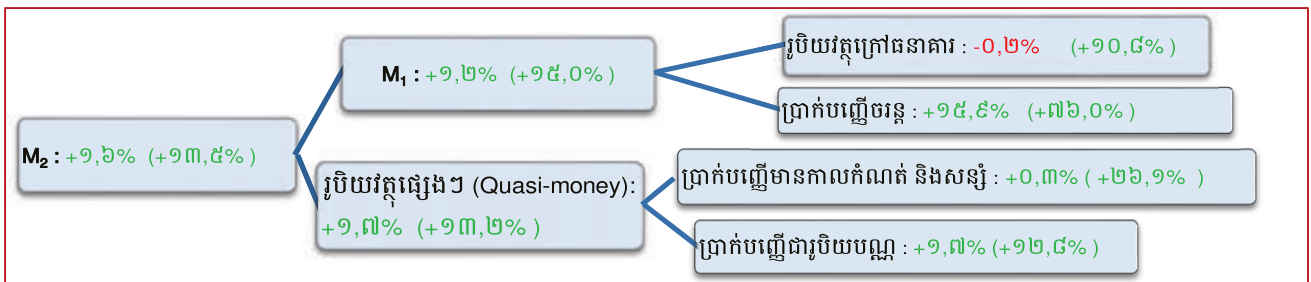 រូបិយវត្ថុក្រៅធនាគារ : -០,២% (+១០,៨% )
M1 : +១,២% (+១៥,០% )
ប្រាក់បញ្ញើចរន្ត : +១៥,៩% (+៧៦,០% )
M2 : +១,៦% (+១៣,៥% )
ប្រាក់បញ្ញើមានកាលកំណត់ និងសន្សំ : +០,៣% ( +២៦,១% )
រូបិយវត្ថុផ្សេងៗ (Quasi-money):
+១,៧% (+១៣,២% )
ប្រាក់បញ្ញើជារូបិយបណ្ណ : +១,៧% (+១២,៨% )